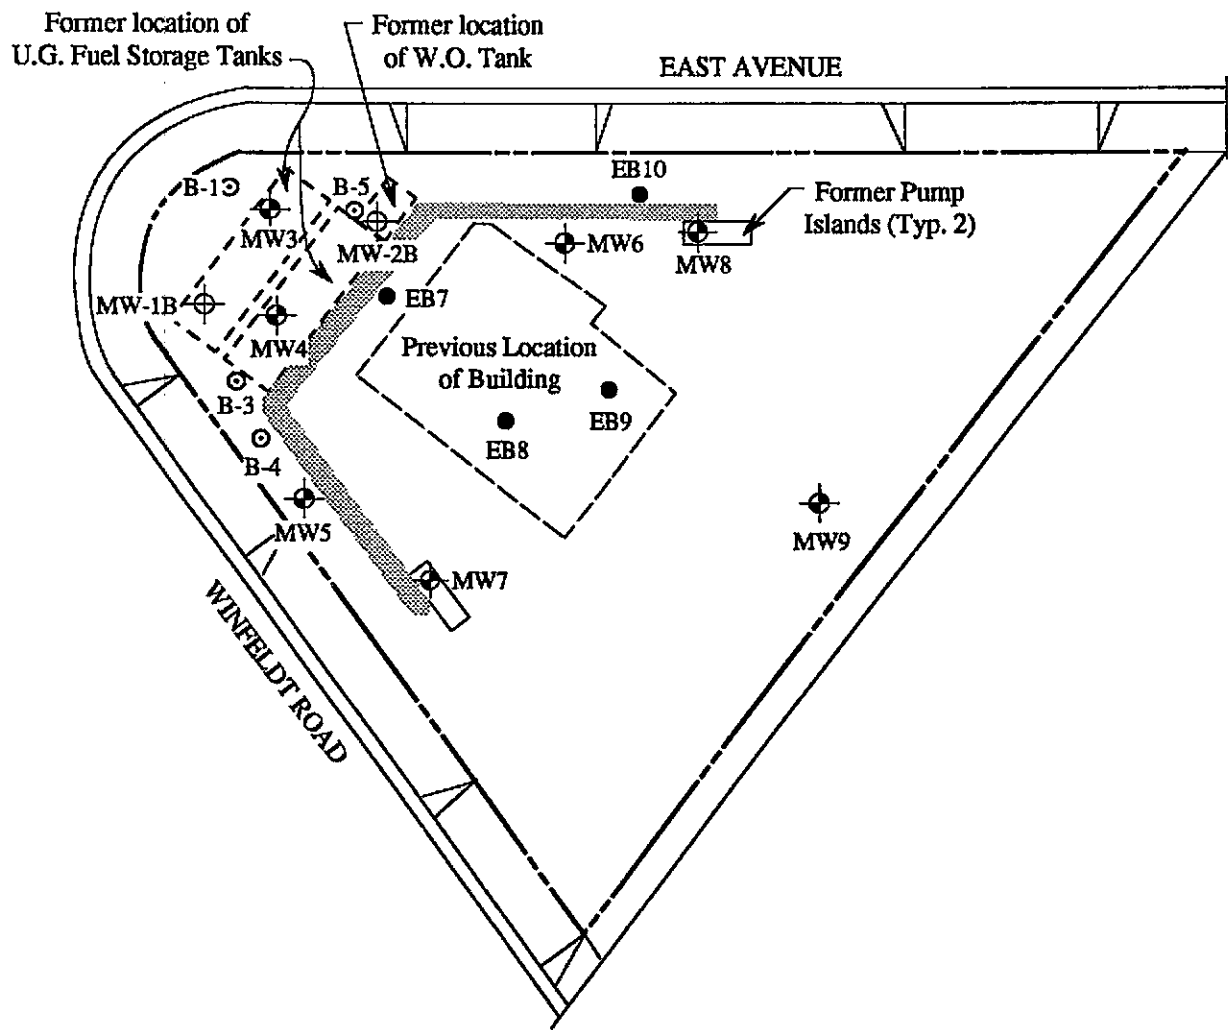 Former location of
U.G. Fuel Storage Tanks
Former location
of W.O. Tank
EAST AVENUE
B-1
B-5
EB10
Former Pump
Islands (Typ. 2)
MW3
MW-2B
MW6
MW8
MW-1B
EB7
MW4
Previous Location
of Building
B-3
EB9
EB8
B-4
MW5
MW9
MW7
WINFELDT ROAD